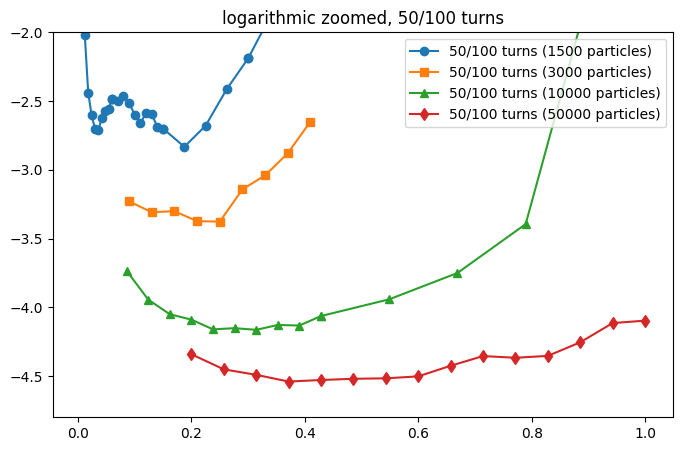 logarithmic zoomed, 50/100 turns
−2.0
−2.5
−3.0
−3.5
−4.0
−4.5
50/100 turns (1500 particles)
50/100 turns (3000 particles)
50/100 turns (10000 particles)
50/100 turns (50000 particles)
0.0 0.2 0.4 0.6 0.8 1.0